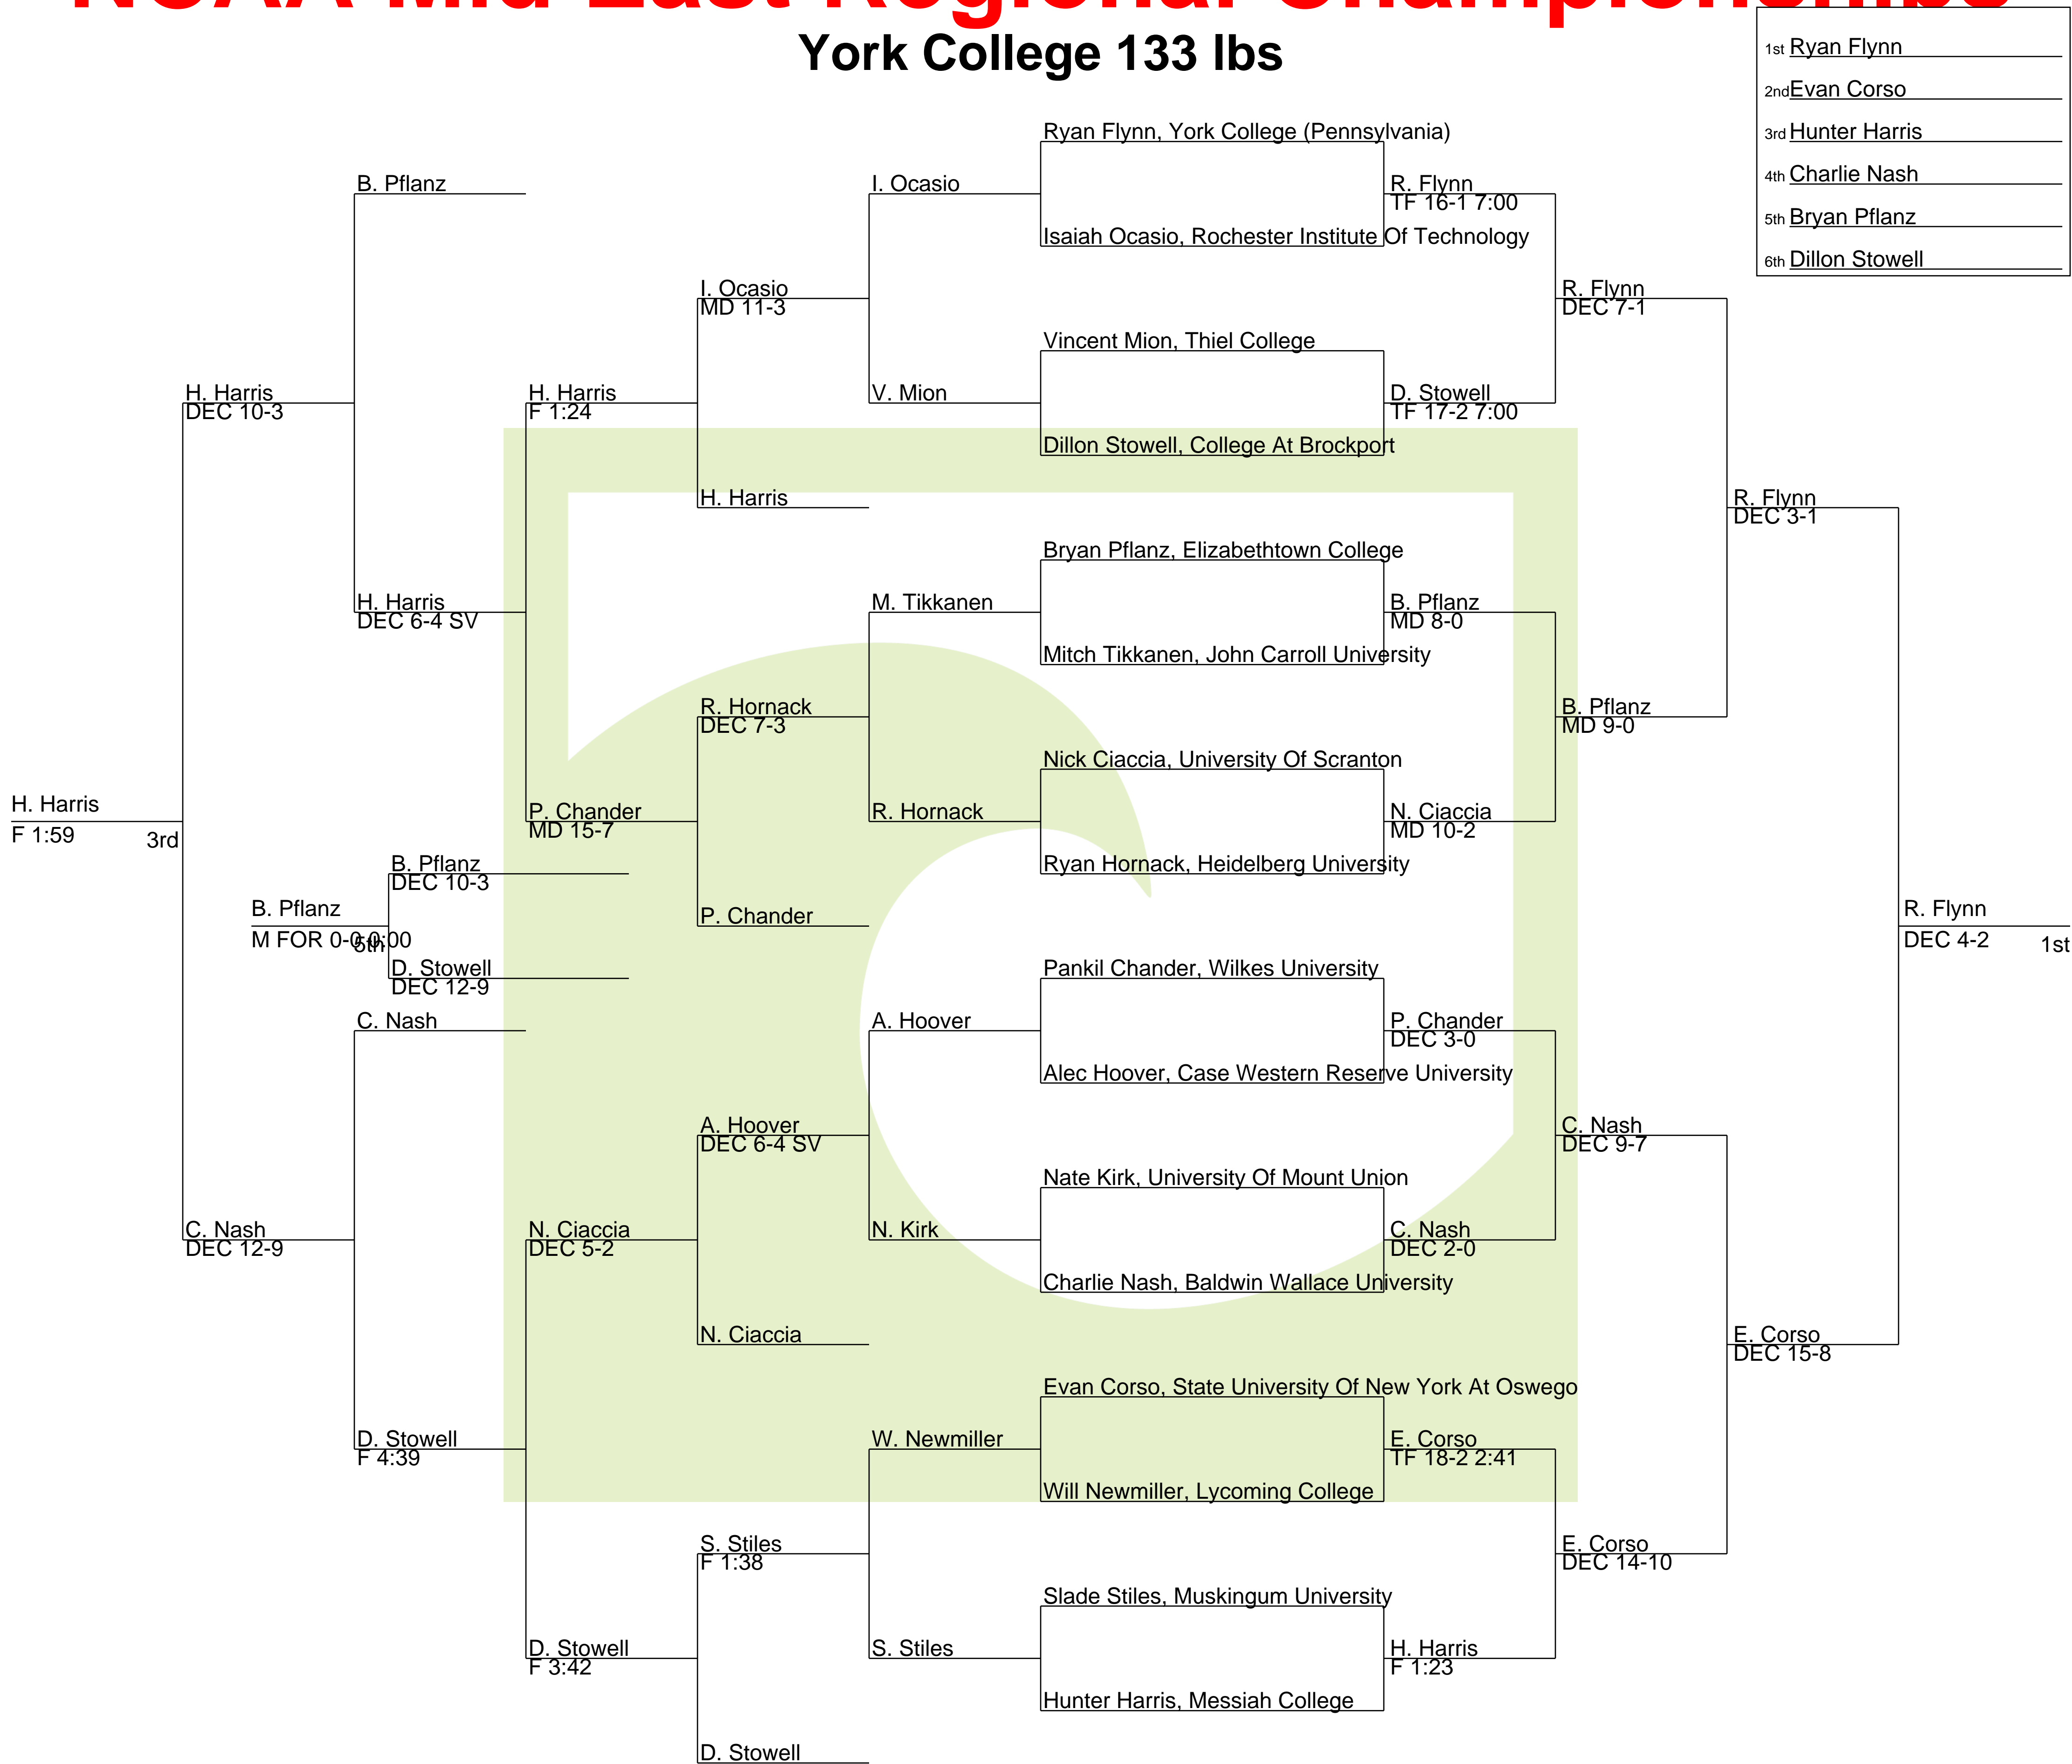 NCAA Mid-East Regional Championships
York College 133 lbs
1st Ryan Flynn
2nd Evan Corso
3rd Hunter Harris
4th Charlie Nash
5th Bryan Pflanz
6th Dillon Stowell
Ryan Flynn, York College (Pennsylvania)
B. Pflanz
I. Ocasio
R. Flynn
TF 16-1 7:00
Isaiah Ocasio, Rochester Institute Of Technology
I. Ocasio
MD 11-3
R. Flynn
DEC 7-1
Vincent Mion, Thiel College
H. Harris
DEC 10-3
H. Harris
F 1:24
V. Mion
D. Stowell
TF 17-2 7:00
Dillon Stowell, College At Brockport
H. Harris
R. Flynn
DEC 3-1
Bryan Pflanz, Elizabethtown College
H. Harris
DEC 6-4 SV
M. Tikkanen
B. Pflanz
MD 8-0
Mitch Tikkanen, John Carroll University
R. Hornack
DEC 7-3
B. Pflanz
MD 9-0
Nick Ciaccia, University Of Scranton
H. Harris
F 1:59
3rd
P. Chander
MD 15-7
R. Hornack
N. Ciaccia
MD 10-2
B. Pflanz
DEC 10-3
Ryan Hornack, Heidelberg University
B. Pflanz
M FOR 0-0 0:00
5th
P. Chander
R. Flynn
DEC 4-2
1st
D. Stowell
DEC 12-9
Pankil Chander, Wilkes University
C. Nash
A. Hoover
P. Chander
DEC 3-0
Alec Hoover, Case Western Reserve University
A. Hoover
DEC 6-4 SV
C. Nash
DEC 9-7
Nate Kirk, University Of Mount Union
C. Nash
DEC 12-9
N. Ciaccia
DEC 5-2
N. Kirk
C. Nash
DEC 2-0
Charlie Nash, Baldwin Wallace University
N. Ciaccia
E. Corso
DEC 15-8
Evan Corso, State University Of New York At Oswego
D. Stowell
F 4:39
W. Newmiller
E. Corso
TF 18-2 2:41
Will Newmiller, Lycoming College
S. Stiles
F 1:38
E. Corso
DEC 14-10
Slade Stiles, Muskingum University
D. Stowell
F 3:42
S. Stiles
H. Harris
F 1:23
Hunter Harris, Messiah College
D. Stowell